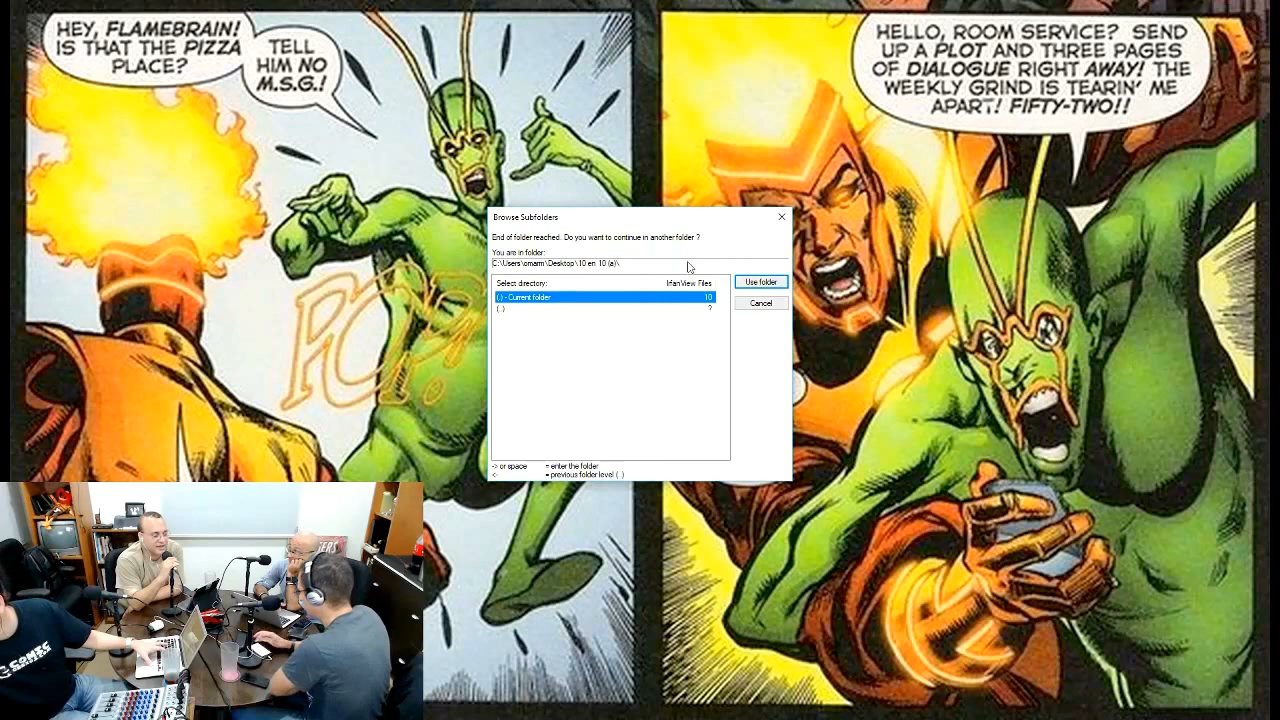 HEY, FLAMEBRAIN!
IS THAT THE PIZZA
PLACE?
TELL
HIM NO
M.S.G.!
HELLO, ROOM SERVICE? SEND
UP A PLOT AND THREE PAGES
OF DIALOGUE RIGHT AWAY! THE
WEEKLY GRIND IS TEARIN' ME
APART! FIFTY-TWO!!
Browse Subfolders
End of folder reached. Do you want to continue in another folder ?
You are in folder:
C:\Users\omarm\Desktop\10 en 10 (a)\
Select directory: IrfanView Files
(.) - Current folder 10
(..) ?
Use folder
Cancel
-> or space = enter the folder
<- = previous folder level (..)
COMIC